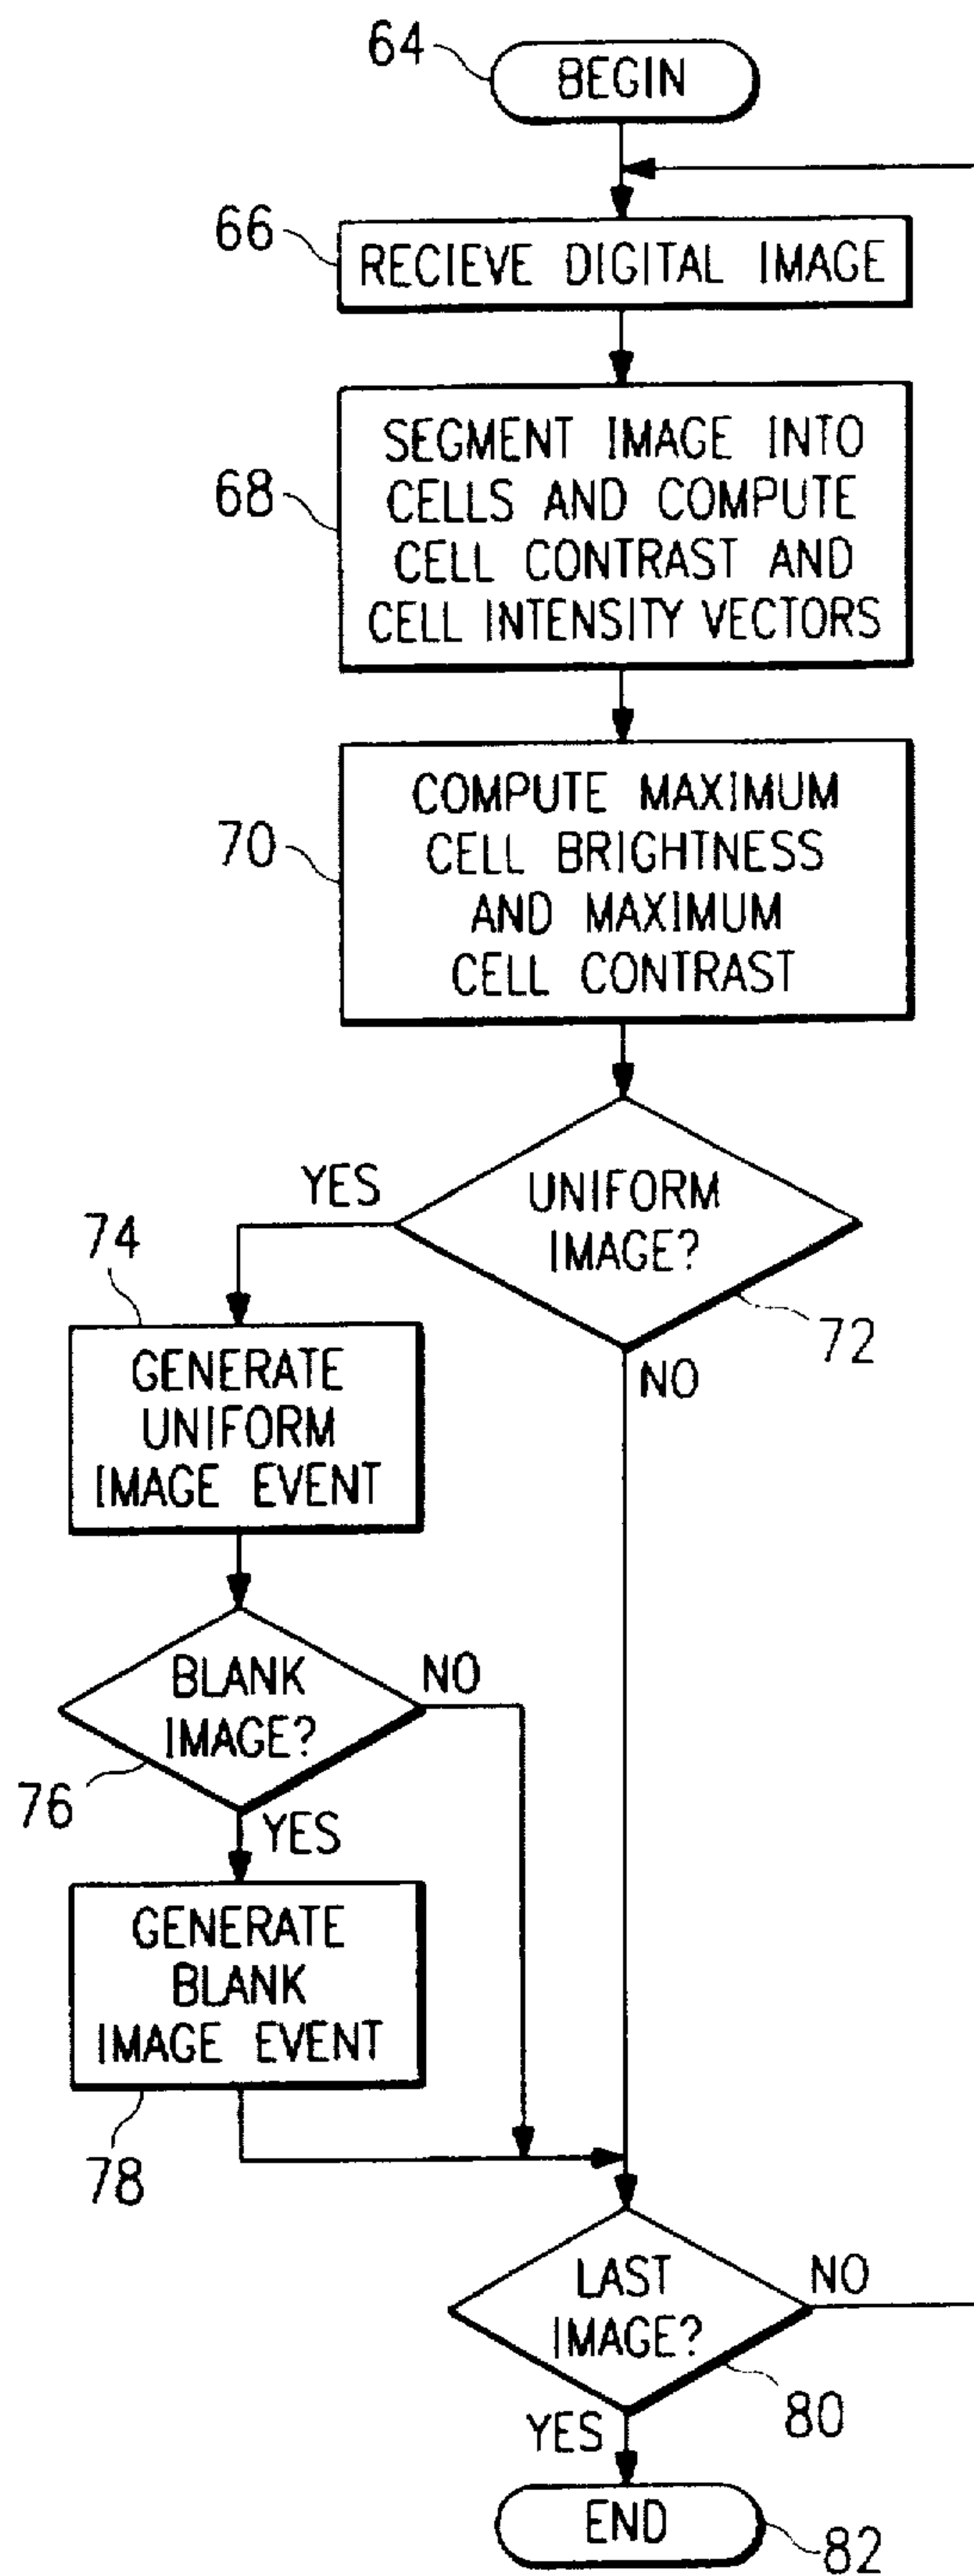 64
BEGIN
66
RECIEVE DIGITAL IMAGE
68
SEGMENT IMAGE INTO
CELLS AND COMPUTE
CELL CONTRAST AND
CELL INTENSITY VECTORS
70
COMPUTE MAXIMUM
CELL BRIGHTNESS
AND MAXIMUM
CELL CONTRAST
YES
UNIFORM
IMAGE?
72
NO
74
GENERATE
UNIFORM
IMAGE EVENT
BLANK
IMAGE?
NO
76
YES
GENERATE
BLANK
IMAGE EVENT
78
LAST
IMAGE?
NO
80
YES
END
82